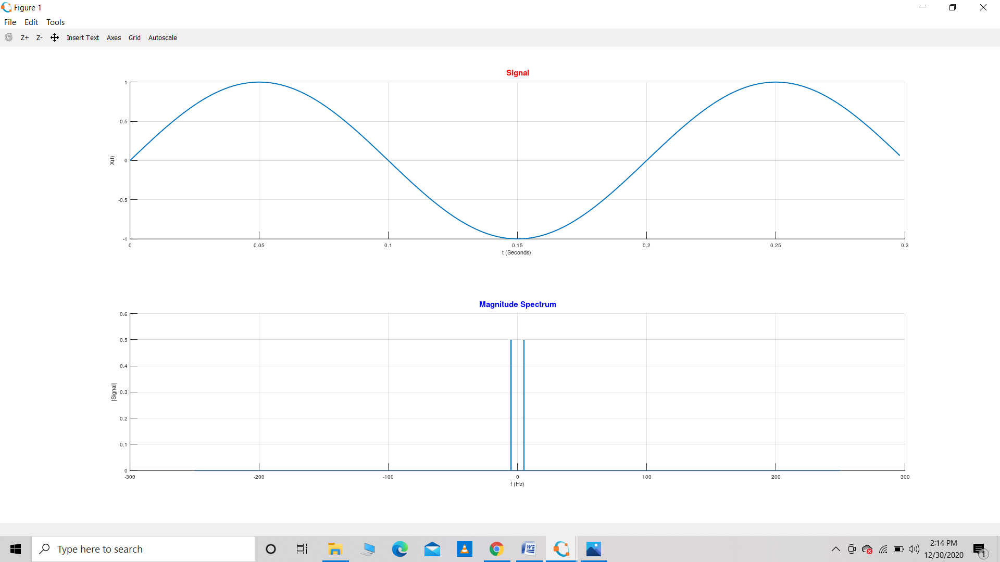 Figure 1
File Edit Tools
Z+ Z- Insert Text Axes Grid Autoscale
Signal
1
0.5
0
-0.5
-1
X(t)
0 0.05 0.1 0.15 0.2 0.25 0.3
t (Seconds)
Magnitude Spectrum
0.6
0.5
0.4
0.3
0.2
0.1
0
|Signal|
-300 -200 -100 0 100 200 300
f (Hz)
Type here to search
2:14 PM
12/30/2020
1